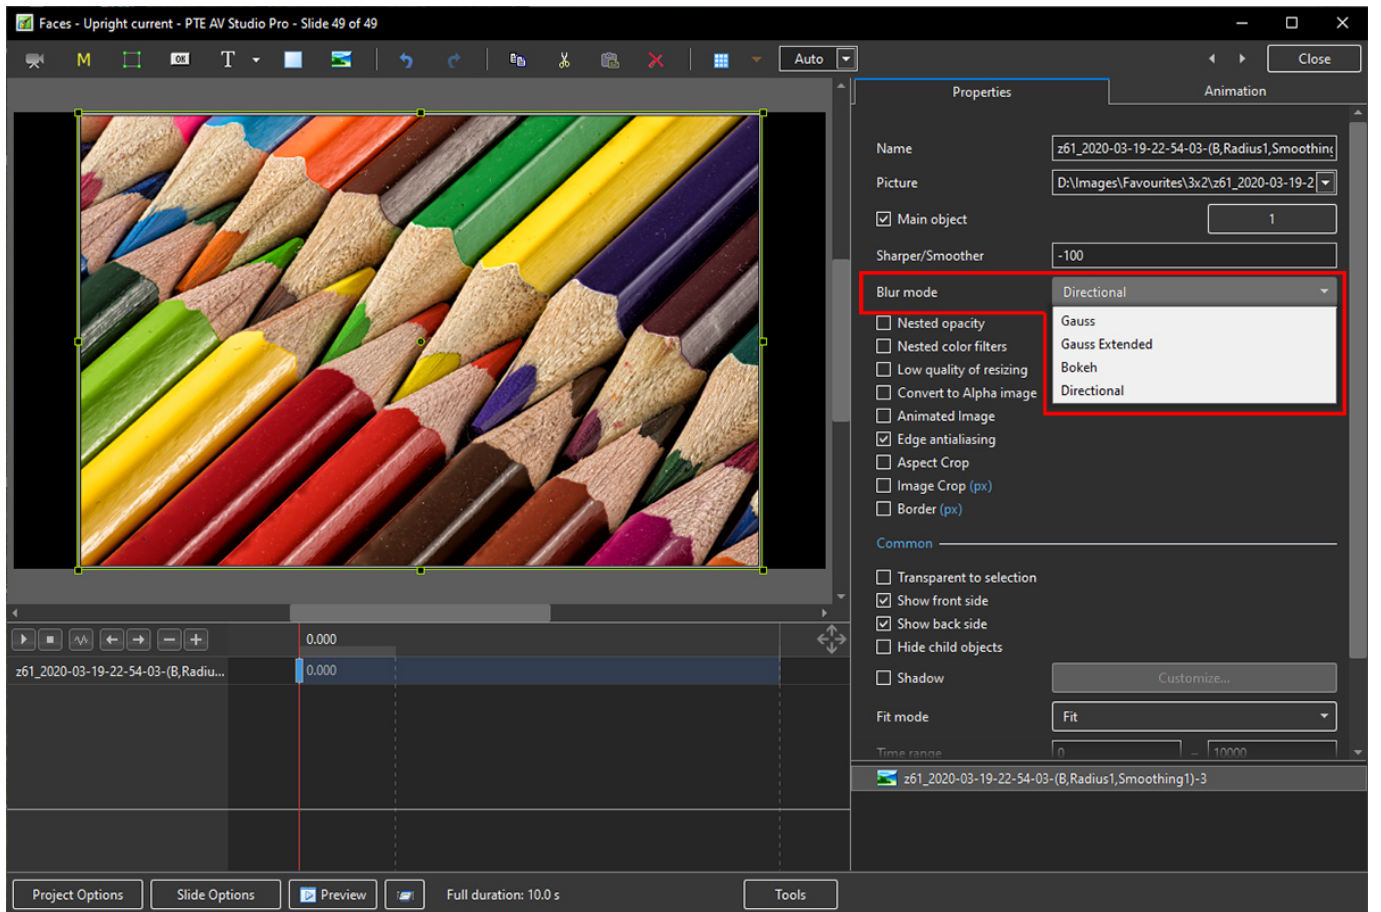 Faces - Upright current - PTE AV Studio Pro - Slide 49 of 49
M OK T Auto Close
Properties Animation
Name z61_2020-03-19-22-54-03-(B,Radius1,Smoothing
Picture D:\Images\Favourites\3x2\z61_2020-03-19-2
Main object 1
Sharper/Smoother -100
Blur mode Directional
Gauss
Gauss Extended
Bokeh
Directional
Nested opacity
Nested color filters
Low quality of resizing
Convert to Alpha image
Animated Image
Edge antialiasing
Aspect Crop
Image Crop (px)
Border (px)
Common
Transparent to selection
Show front side
Show back side
Hide child objects
Shadow Customize...
Fit mode Fit
Time range 0 – 10000
0.000
z61_2020-03-19-22-54-03-(B,Radiu... 0.000
z61_2020-03-19-22-54-03-(B,Radius1,Smoothing1)-3
Project Options Slide Options Preview Full duration: 10.0 s Tools